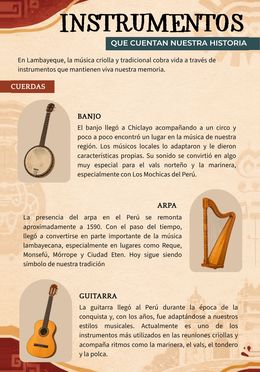 INSTRUMENTOS
QUE CUENTAN NUESTRA HISTORIA
En Lambayeque, la música criolla y tradicional cobra vida a través de
instrumentos que mantienen viva nuestra memoria.
CUERDAS
BANJO
El banjo llegó a Chiclayo acompañando a un circo y
poco a poco encontró un lugar en la música de nuestra
región. Los músicos locales lo adaptaron y le dieron
características propias. Su sonido se convirtió en algo
muy especial para el vals norteño y la marinera,
especialmente con Los Mochicas del Perú.
ARPA
La presencia del arpa en el Perú se remonta
aproximadamente a 1590. Con el paso del tiempo,
llegó a convertirse en parte importante de la música
lambayecana, especialmente en lugares como Reque,
Monsefú, Mórrope y Ciudad Eten. Hoy sigue siendo
símbolo de nuestra tradición
GUITARRA
La guitarra llegó al Perú durante la época de la
conquista y, con los años, fue adaptándose a nuestros
estilos musicales. Actualmente es uno de los
instrumentos más utilizados en las reuniones criollas y
acompaña ritmos como la marinera, el vals, el tondero
y la polca.